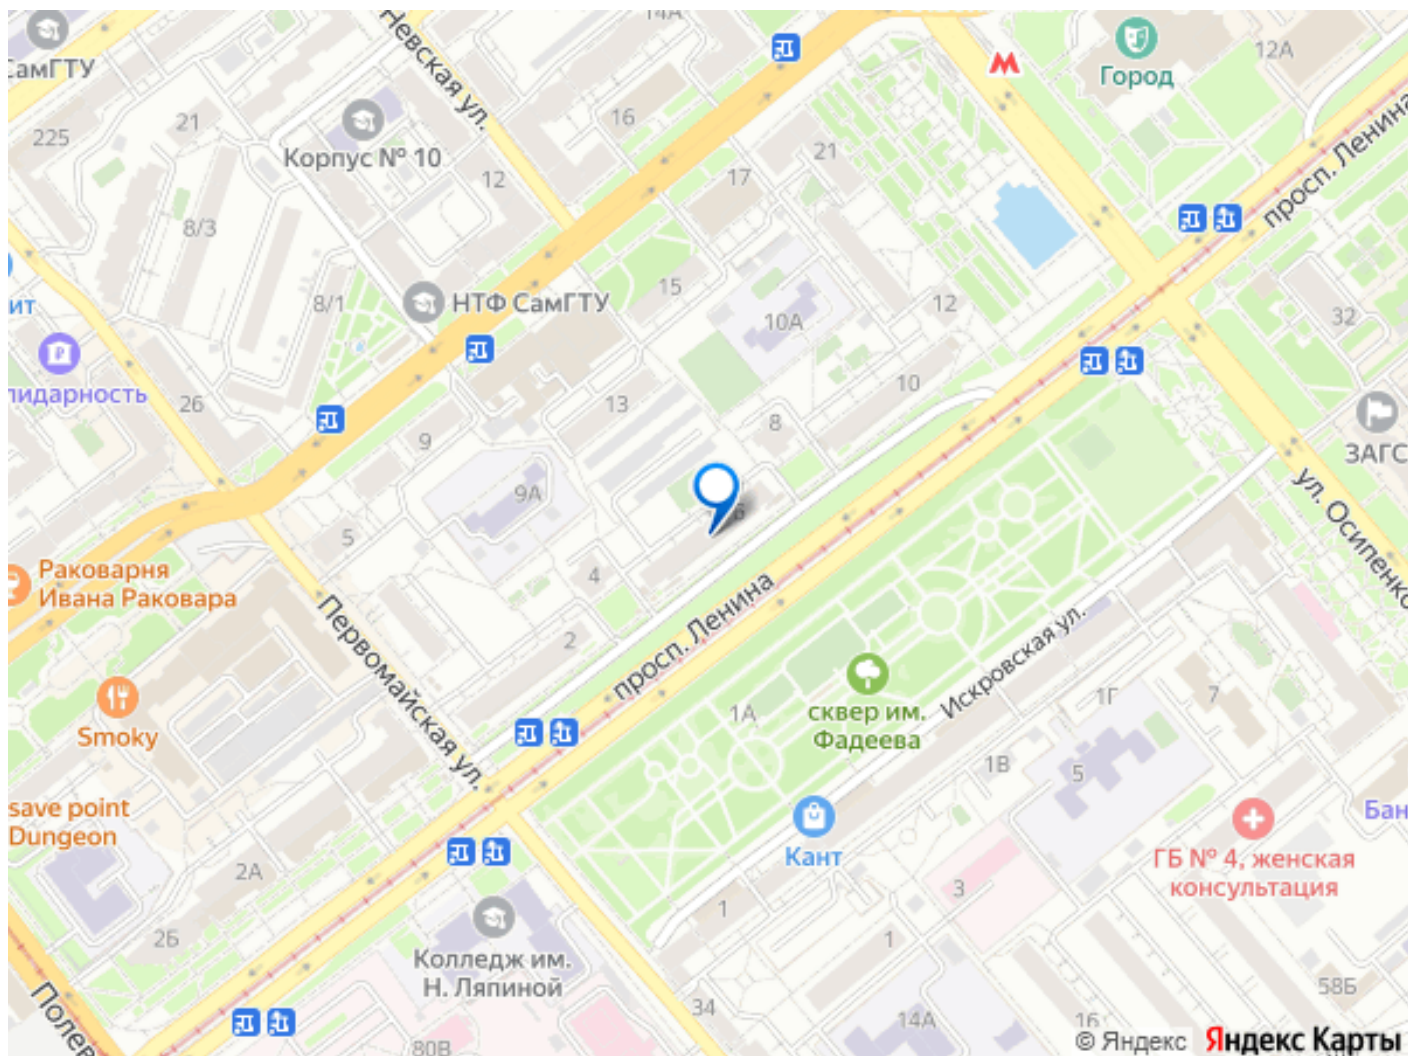 14А
Невская ул.
СамГТУ
Город
12А
просп. Ленина
225
21
Корпус № 10
16
21
12
17
8/3
ит
8/1
НТФ СамГТУ
15
10А
12
32
лидарность
26
13
10
9
8
ЗАГС
9А
ул. Осипенко
5
Раковарня
Ивана Раковара
4
6
Первомайская ул.
2
просп. Ленина
Искровская ул.
Smoky
1А
сквер им.
Фадеева
1Г
7
1В
5
save point
Dungeon
Кант
Бан
2А
ГБ № 4, женская
консультация
3
1
2Б
1
Колледж им.
Н. Ляпиной
Полев
34
14А
16
58Б
80В
© Яндекс
Яндекс Карты